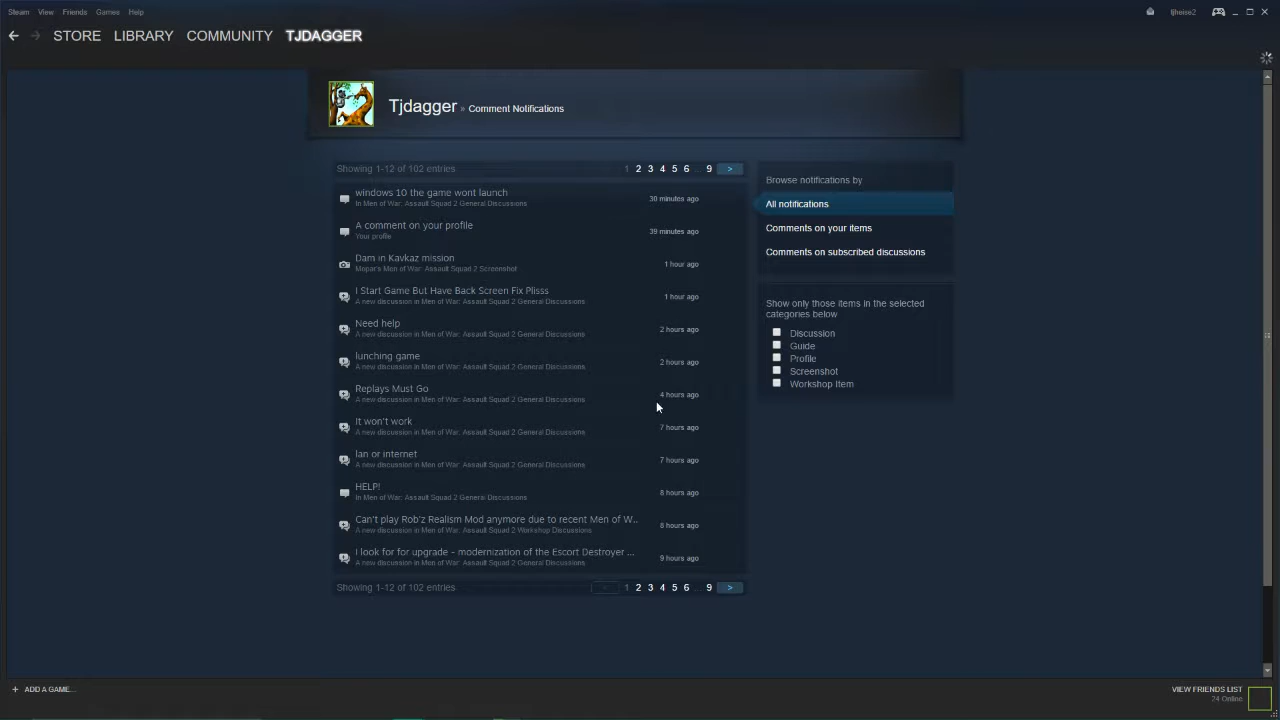 Steam View Friends Games Help
tjheise2
STORE LIBRARY COMMUNITY TJDAGGER
Tjdagger » Comment Notifications
Showing 1-12 of 102 entries
1 2 3 4 5 6 ... 9 >
windows 10 the game wont launch
In Men of War: Assault Squad 2 General Discussions
30 minutes ago
A comment on your profile
Your profile
39 minutes ago
Dam in Kavkaz mission
Mopar's Men of War: Assault Squad 2 Screenshot
1 hour ago
I Start Game But Have Back Screen Fix Plisss
A new discussion in Men of War: Assault Squad 2 General Discussions
1 hour ago
Need help
A new discussion in Men of War: Assault Squad 2 General Discussions
2 hours ago
lunching game
A new discussion in Men of War: Assault Squad 2 General Discussions
2 hours ago
Replays Must Go
A new discussion in Men of War: Assault Squad 2 General Discussions
4 hours ago
It won't work
A new discussion in Men of War: Assault Squad 2 General Discussions
7 hours ago
lan or internet
A new discussion in Men of War: Assault Squad 2 General Discussions
7 hours ago
HELP!
In Men of War: Assault Squad 2 General Discussions
8 hours ago
Can't play Rob'z Realism Mod anymore due to recent Men of W...
A new discussion in Men of War: Assault Squad 2 Workshop Discussions
8 hours ago
I look for for upgrade - modernization of the Escort Destroyer ...
A new discussion in Men of War: Assault Squad 2 General Discussions
9 hours ago
Showing 1-12 of 102 entries
< 1 2 3 4 5 6 ... 9 >
Browse notifications by
All notifications
Comments on your items
Comments on subscribed discussions
Show only those items in the selected
categories below
Discussion
Guide
Profile
Screenshot
Workshop Item
+ ADD A GAME...
VIEW FRIENDS LIST
24 Online